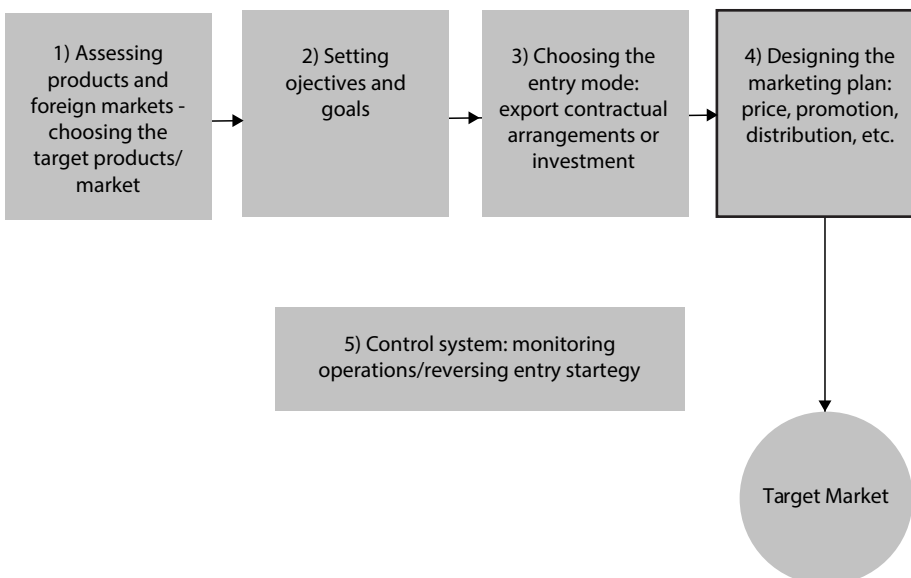 1) Assessing
products and
foreign markets -
choosing the
target products/
market
2) Setting
ojectives and
goals
3) Choosing the
entry mode:
export contractual
arrangements or
investment
4) Designing the
marketing plan:
price, promotion,
distribution, etc.
5) Control system: monitoring
operations/reversing entry startegy
Target Market